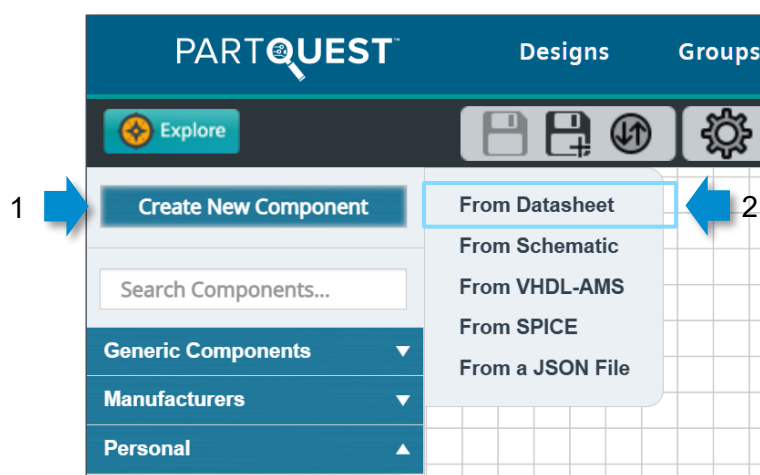 PARTQUEST™
Designs
Groups
Explore
1
Create New Component
From Datasheet
2
From Schematic
Search Components...
From VHDL-AMS
From SPICE
Generic Components
From a JSON File
Manufacturers
Personal